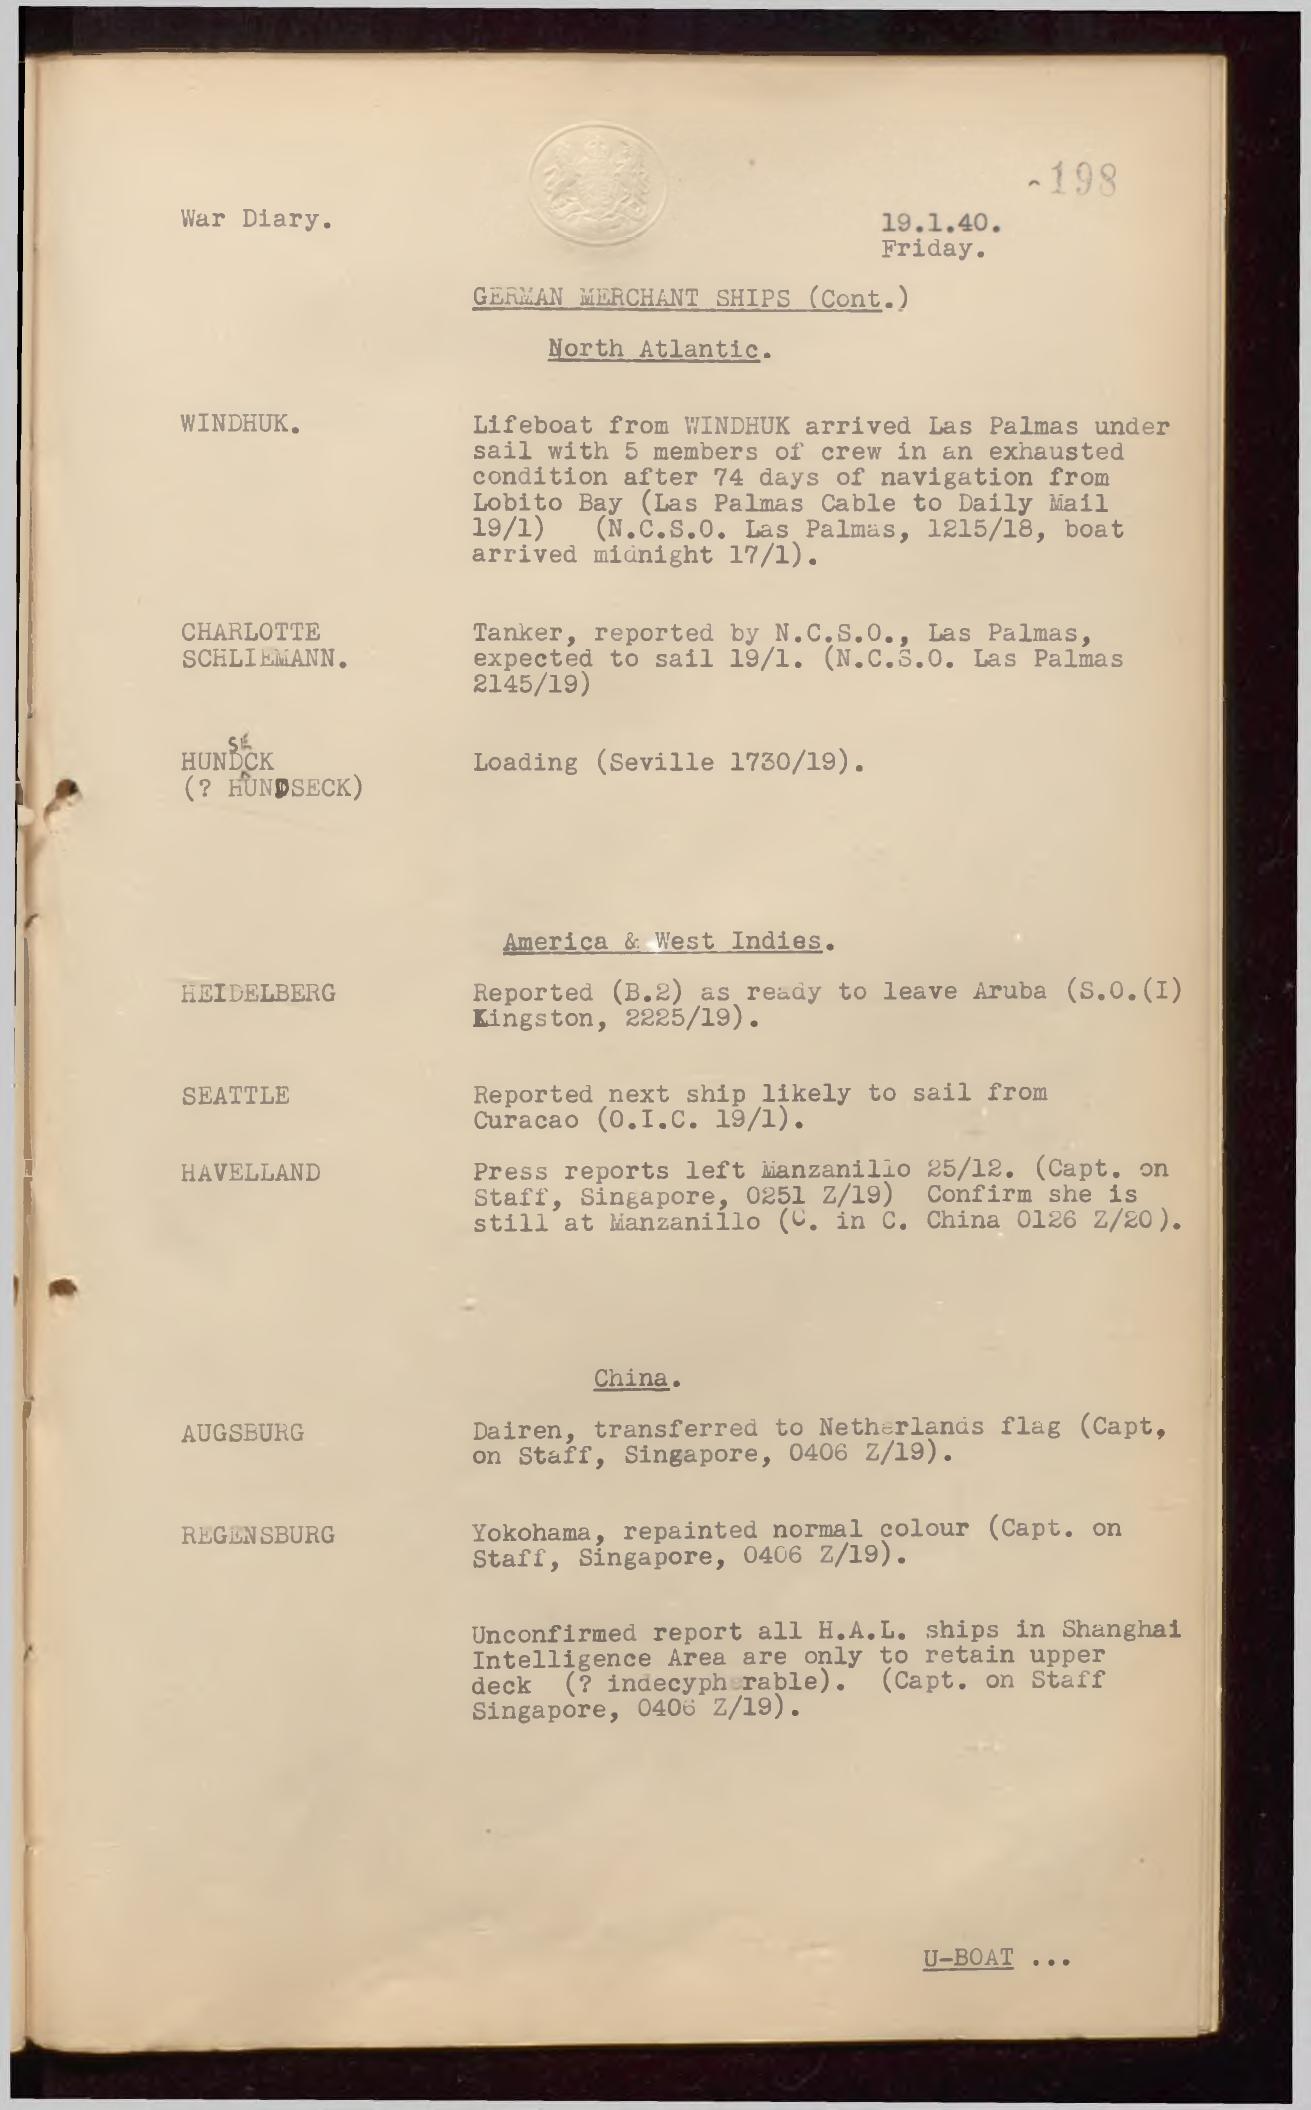 198
War Diary.
19.1.40.
Friday.
GERMAN MERCHANT SHIPS (Cont.)
North Atlantic.
WINDHUK.
Lifeboat from WINDHUK arrived Las Palmas under
sail with 5 members of crew in an exhausted
condition after 74 days of navigation from
Lobito Bay (Las Palmas Cable to Daily Mail
19/1) (N.C.S.O. Las Palmas, 1215/18, boat
arrived midnight 17/1).
CHARLOTTE
SCHLIEMANN.
Tanker, reported by N.C.S.O., Las Palmas,
expected to sail 19/1. (N.C.S.O. Las Palmas
2145/19)
SE
HUNDCK
(? HUNDSECK)
Loading (Seville 1730/19).
America & West Indies.
HEIDELBERG
Reported (B.2) as ready to leave Aruba (S.O.(I)
Kingston, 2225/19).
SEATTLE
Reported next ship likely to sail from
Curacao (O.I.C. 19/1).
HAVELLAND
Press reports left Manzanillo 25/12. (Capt. on
Staff, Singapore, 0251 Z/19) Confirm she is
still at Manzanillo (C. in C. China 0126 Z/20).
China.
AUGSBURG
Dairen, transferred to Netherlands flag (Capt,
on Staff, Singapore, 0406 Z/19).
REGENSBURG
Yokohama, repainted normal colour (Capt. on
Staff, Singapore, 0406 Z/19).
Unconfirmed report all H.A.L. ships in Shanghai
Intelligence Area are only to retain upper
deck (? indecypherable). (Capt. on Staff
Singapore, 0406 Z/19).
U-BOAT ...